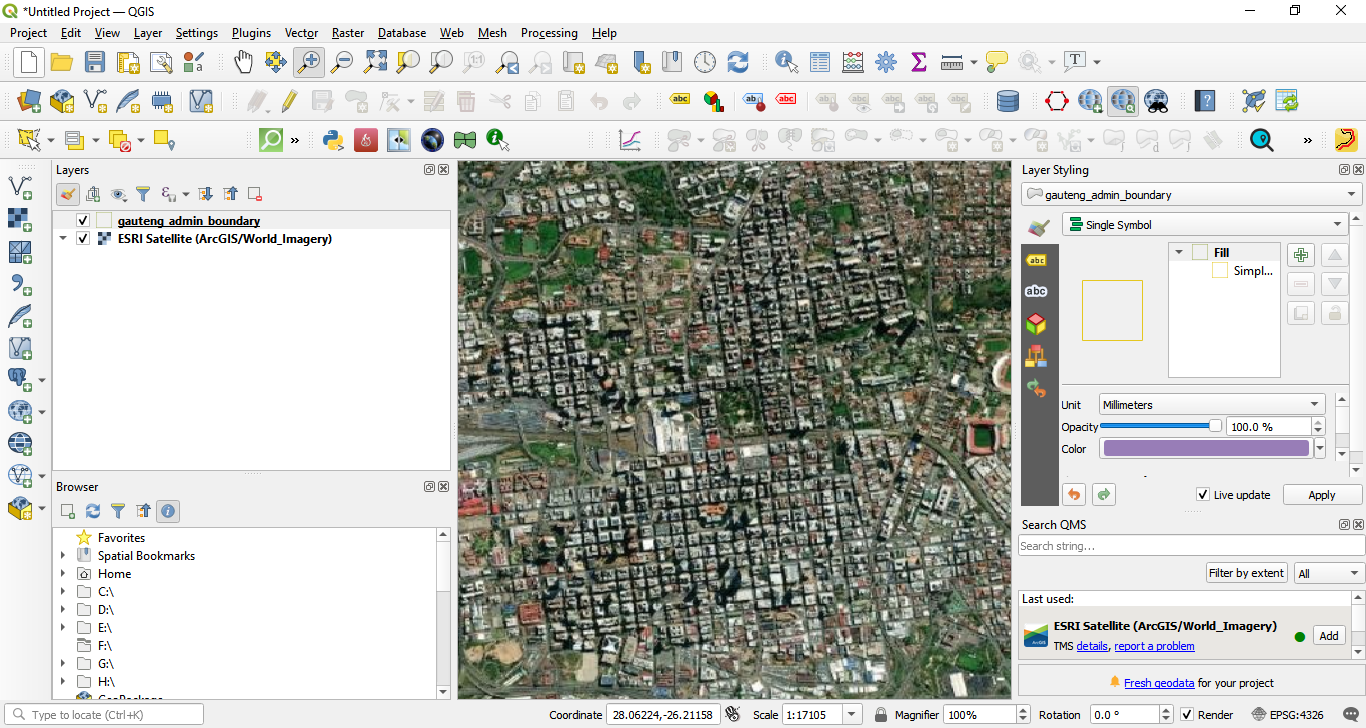 *Untitled Project — QGIS
Project Edit View Layer Settings Plugins Vector Raster Database Web Mesh Processing Help
Layers
gauteng_admin_boundary
ESRI Satellite (ArcGIS/World_Imagery)
Browser
Favorites
Spatial Bookmarks
Home
C:\
D:\
E:\
F:\
G:\
H:\
GeoPackage
Layer Styling
gauteng_admin_boundary
Single Symbol
Fill
Simpl...
Unit Millimeters
Opacity 100.0 %
Color
Live update Apply
Search QMS
Search string...
Filter by extent All
Last used:
ESRI Satellite (ArcGIS/World_Imagery)
TMS details, report a problem
Add
Fresh geodata for your project
Type to locate (Ctrl+K) Coordinate 28.06224,-26.21158 Scale 1:17105 Magnifier 100% Rotation 0.0 ° Render EPSG:4326